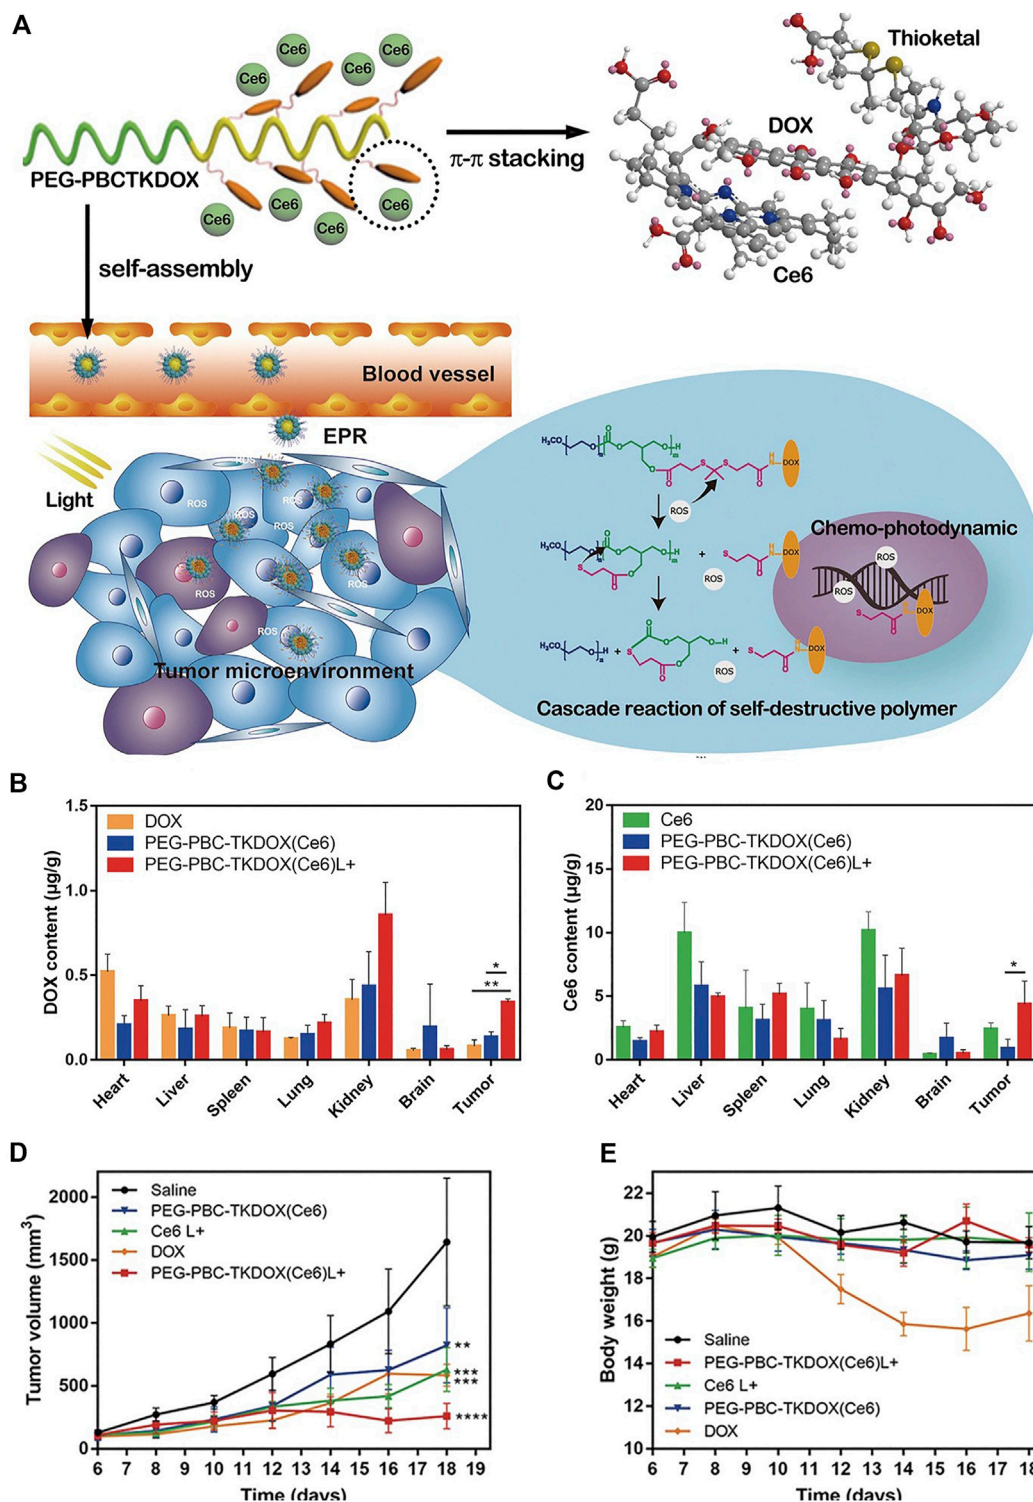 A
Ce6
Ce6
Ce6
Ce6
PEG-PBCTKDOX
Ce6
Ce6
Ce6
Ce6
π-π stacking
Thioketal
DOX
Ce6
self-assembly
Blood vessel
EPR
Light
ROS
ROS
ROS
ROS
ROS
ROS
ROS
Tumor microenvironment
H₃CO
DOX
ROS
H₃CO
+
DOX
ROS
H₃CO
+
+
DOX
ROS
Chemo-photodynamic
ROS
ROS
DOX
Cascade reaction of self-destructive polymer
B
DOX
PEG-PBC-TKDOX(Ce6)
PEG-PBC-TKDOX(Ce6)L+
DOX content (µg/g)
1.5
1.0
0.5
0.0
*
**
Heart
Liver
Spleen
Lung
Kidney
Brain
Tumor
C
Ce6
PEG-PBC-TKDOX(Ce6)
PEG-PBC-TKDOX(Ce6)L+
Ce6 content (µg/g)
20
15
10
5
0
*
Heart
Liver
Spleen
Lung
Kidney
Brain
Tumor
D
Saline
PEG-PBC-TKDOX(Ce6)
Ce6 L+
DOX
PEG-PBC-TKDOX(Ce6)L+
Tumor volume (mm³)
2000
1500
1000
500
0
**
***
***
****
6 7 8 9 10 11 12 13 14 15 16 17 18 19
Time (days)
E
Body weight (g)
22
20
18
16
14
12
10
Saline
PEG-PBC-TKDOX(Ce6)L+
Ce6 L+
PEG-PBC-TKDOX(Ce6)
DOX
6 7 8 9 10 11 12 13 14 15 16 17 18
Time (days)